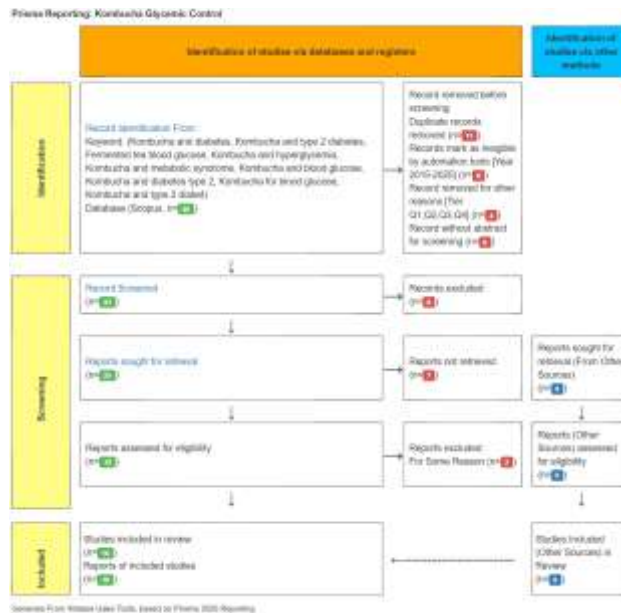 Prisma Reporting: Kombucha Glycemic Control
Identification of studies via databases and registers
Identification of studies via other methods
Identification
Record Identification From:
Keyword: (Kombucha and diabetes, Kombucha and type 2 diabetes,
Fermented tea blood glucose, Kombucha and hyperglycemia,
Kombucha and metabolic syndrome, Kombucha and blood glucose,
Kombucha and diabetes type 2, Kombucha for blood glucose,
Kombucha and type 2
Database (Scopus, n=
Record removed before
screening
Duplicate records
removed (n=
Records mark as ineligible
by automation tools [Year
2015-2025] (n=
Record removed for other
reasons [Tier
Q1,Q2,Q3,Q4] (n=
Record without abstract
for screening (n=
Screening
Record Screened
(n=
Records excluded
(n=
Reports sought for retrieval
(n=
Reports not retrieved
(n=
Reports sought for
retrieval (From Other
Sources)
(n=
Reports assessed for eligibility
(n=
Reports excluded
For Some Reason (n=
Reports (Other
Sources) assessed
for eligibility
(n=
Included
Studies included in review
(n=
Reports of included studies
(n=
Studies Included
(Other Sources) in
Review
(n=
Generate From Watase Uake Tools, based on Prisma 2020 Reporting